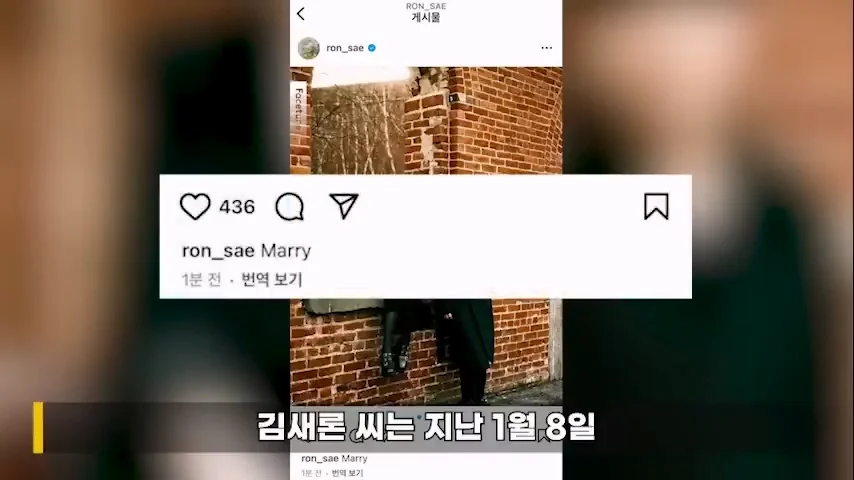 RON_SAE
게시물
ron_sae
436
ron_sae Marry
1분 전 · 번역 보기
김새론 씨는 지난 1월 8일
ron_sae Marry
1분 전 · 번역 보기